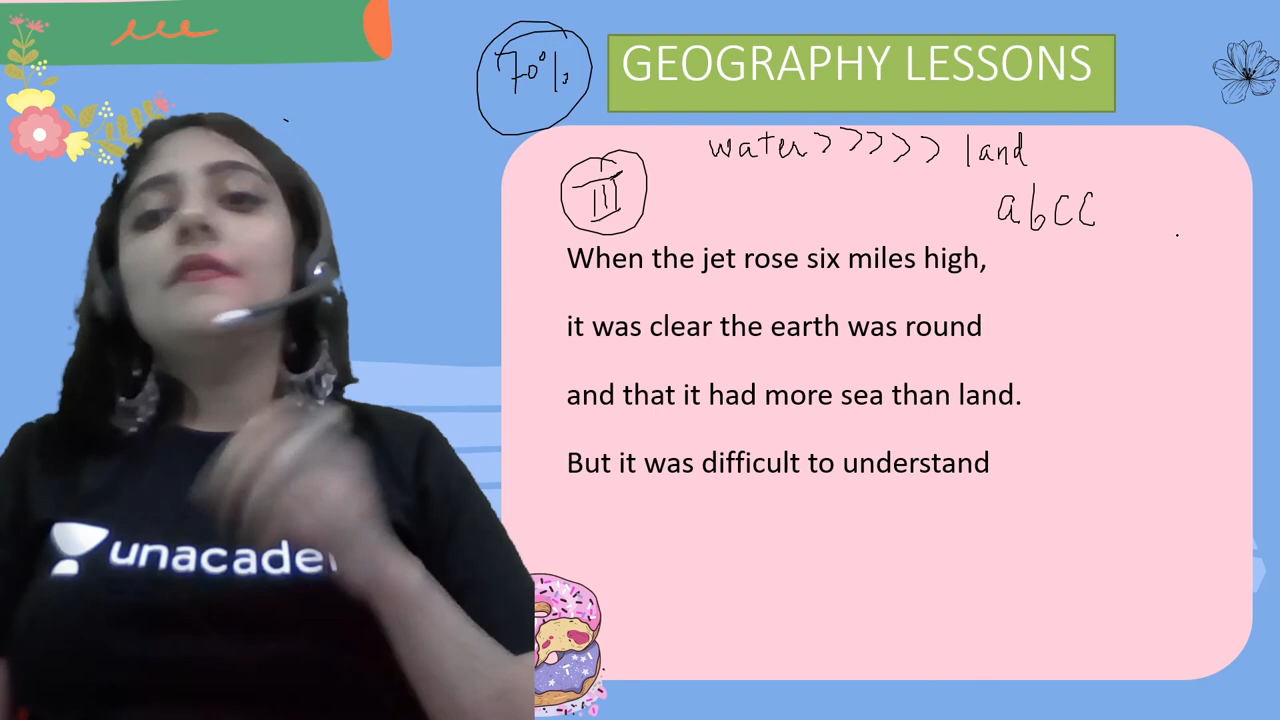 70%
GEOGRAPHY LESSONS
water >>>>> land
III
abcc
When the jet rose six miles high,
it was clear the earth was round
and that it had more sea than land.
But it was difficult to understand
unacade